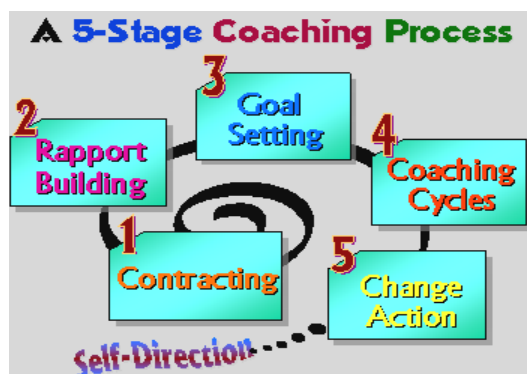 A 5-Stage Coaching Process
1
Contracting
2
Rapport
Building
3
Goal
Setting
4
Coaching
Cycles
5
Change
Action
Self-Direction